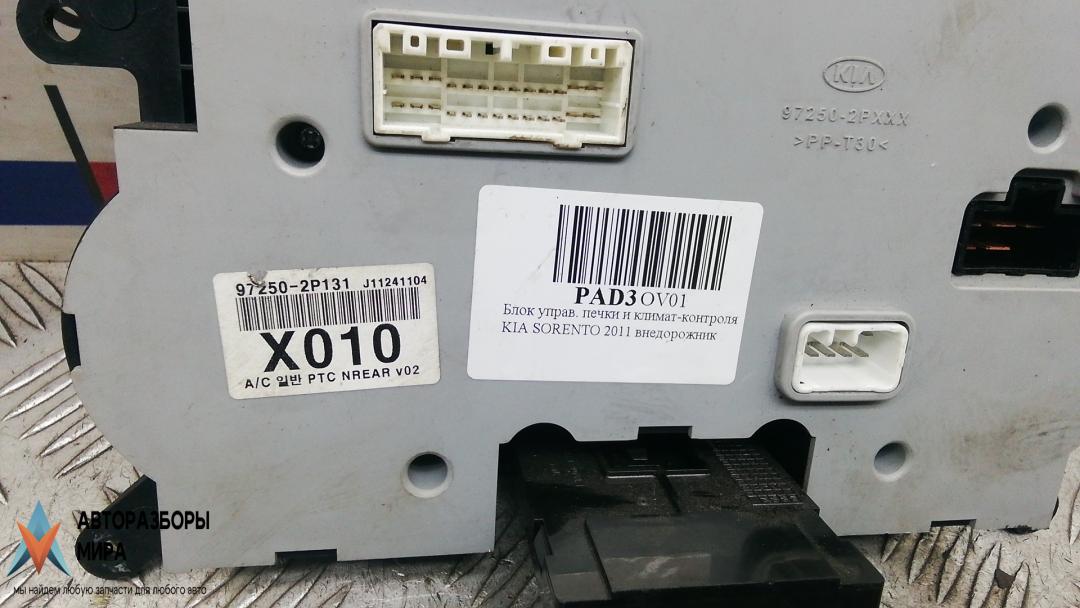 KIA
97250-2PXXX
>PP-T30<
97250-2P131 J11241104
X010
A/C 일반 PTC NREAR v02
PAD3OV01
Блок управ. печки и климат-контроля
KIA SORENTO 2011 внедорожник
АВТОРАЗБОРЫ
МИРА
мы найдем любую запчасти для любого авто